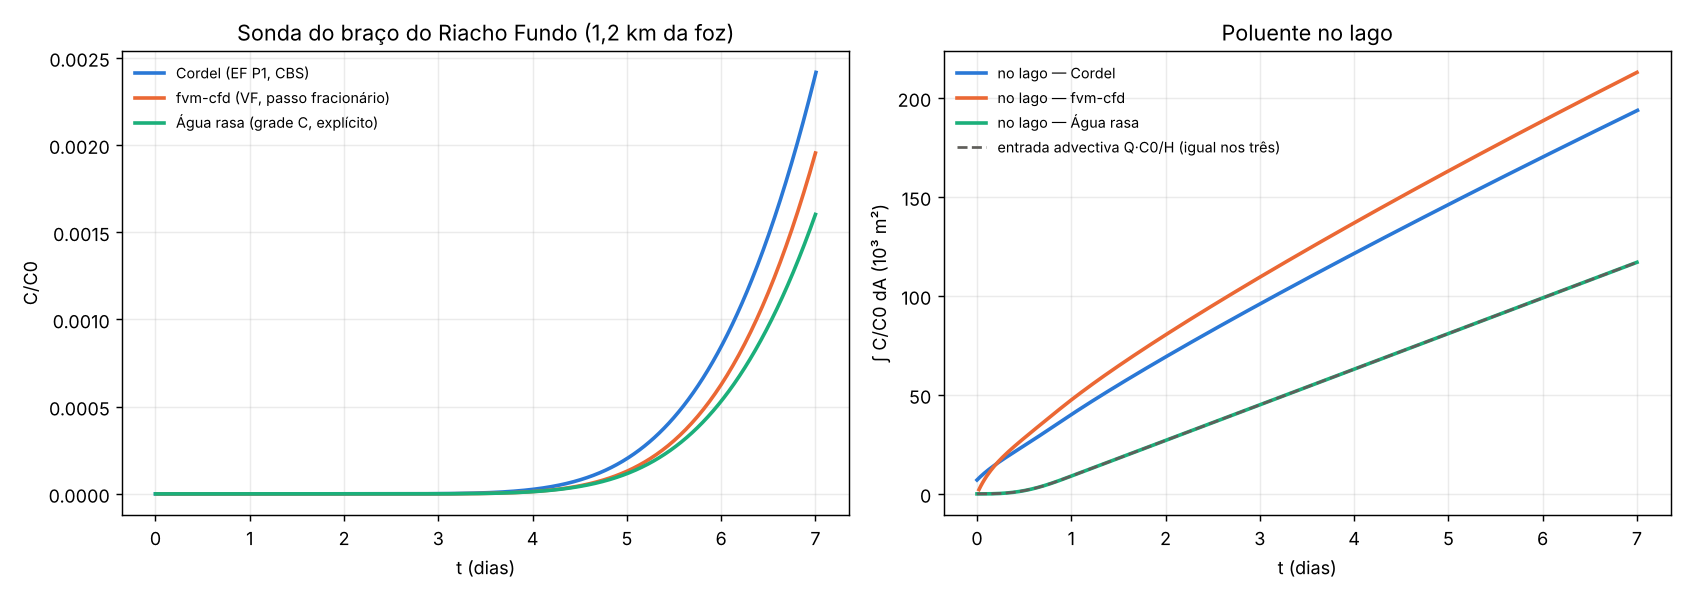 Sonda do braço do Riacho Fundo (1,2 km da foz)
Cordel (EF P1, CBS)
fvm-cfd (VF, passo fracionário)
Água rasa (grade C, explícito)
C/C0
0.0025
0.0020
0.0015
0.0010
0.0005
0.0000
0 1 2 3 4 5 6 7
t (dias)
Poluente no lago
no lago — Cordel
no lago — fvm-cfd
no lago — Água rasa
entrada advectiva Q·C0/H (igual nos três)
∫ C/C0 dA (10³ m²)
200
150
100
50
0
0 1 2 3 4 5 6 7
t (dias)